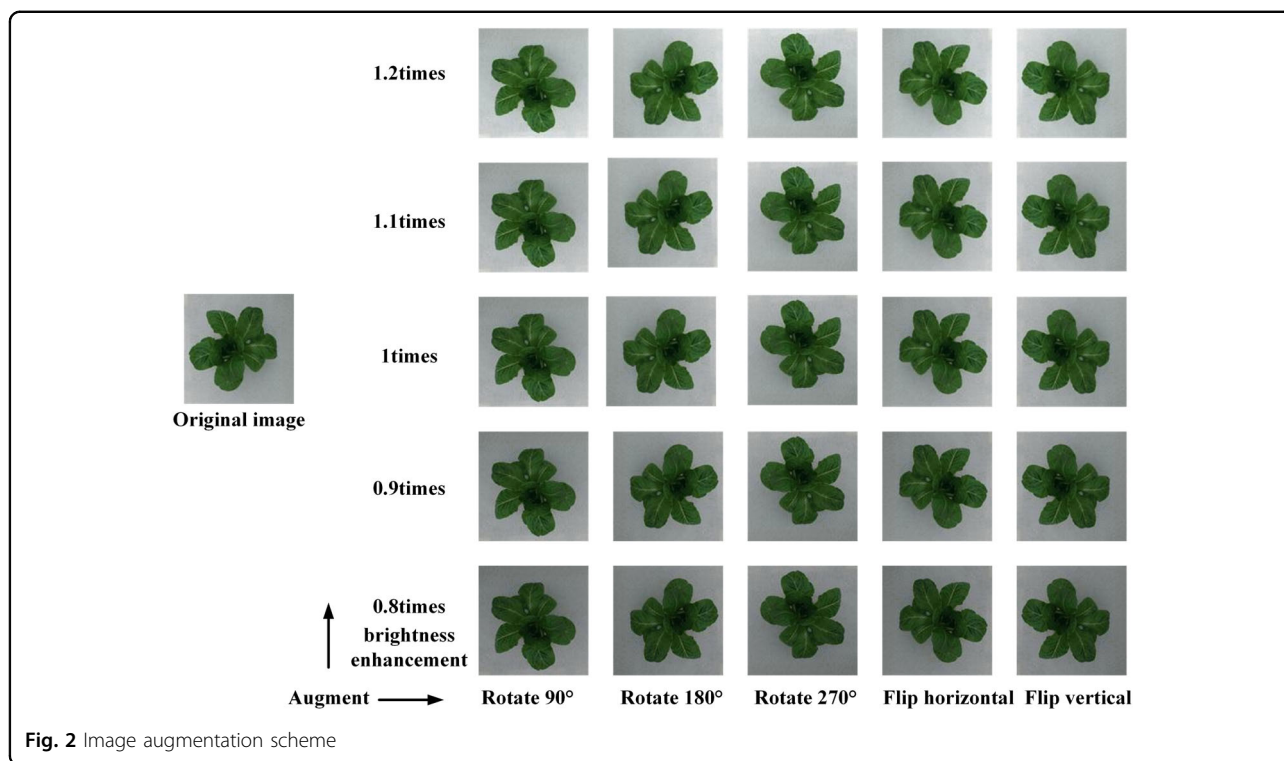 1.2times
1.1times
1times
Original image
0.9times
0.8times
brightness
enhancement
Augment Rotate 90° Rotate 180° Rotate 270° Flip horizontal Flip vertical
Fig. 2 Image augmentation scheme